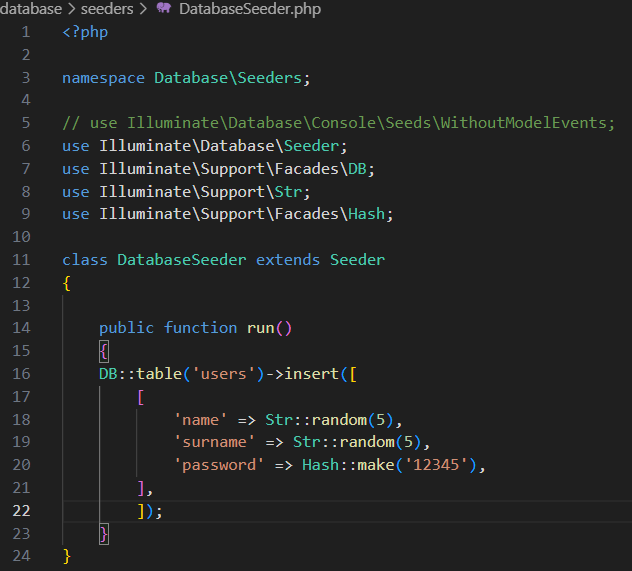 database > seeders > DatabaseSeeder.php
1 <?php
2
3 namespace Database\Seeders;
4
5 // use Illuminate\Database\Console\Seeds\WithoutModelEvents;
6 use Illuminate\Database\Seeder;
7 use Illuminate\Support\Facades\DB;
8 use Illuminate\Support\Str;
9 use Illuminate\Support\Facades\Hash;
10
11 class DatabaseSeeder extends Seeder
12 {
13
14     public function run()
15     {
16     DB::table('users')->insert([
17         [
18             'name' => Str::random(5),
19             'surname' => Str::random(5),
20             'password' => Hash::make('12345'),
21         ],
22         ]);
23     }
24 }